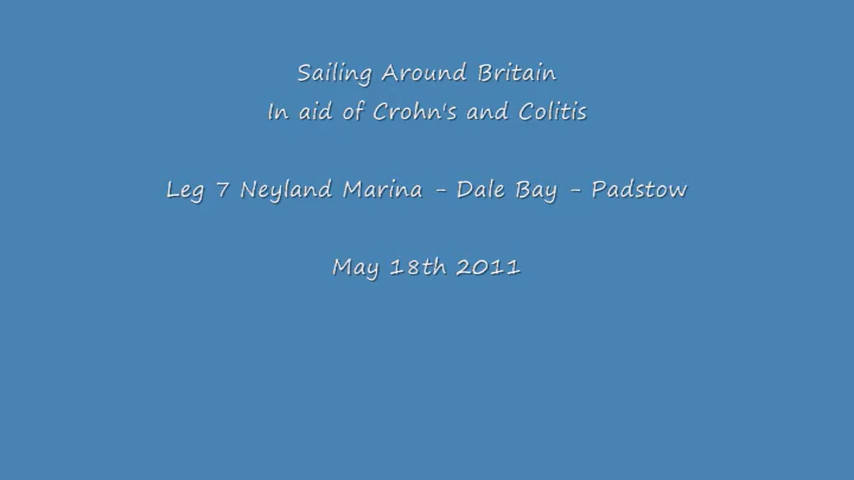 Sailing Around Britain
In aid of Crohn's and Colitis
Leg 7 Neyland Marina - Dale Bay - Padstow
May 18th 2011